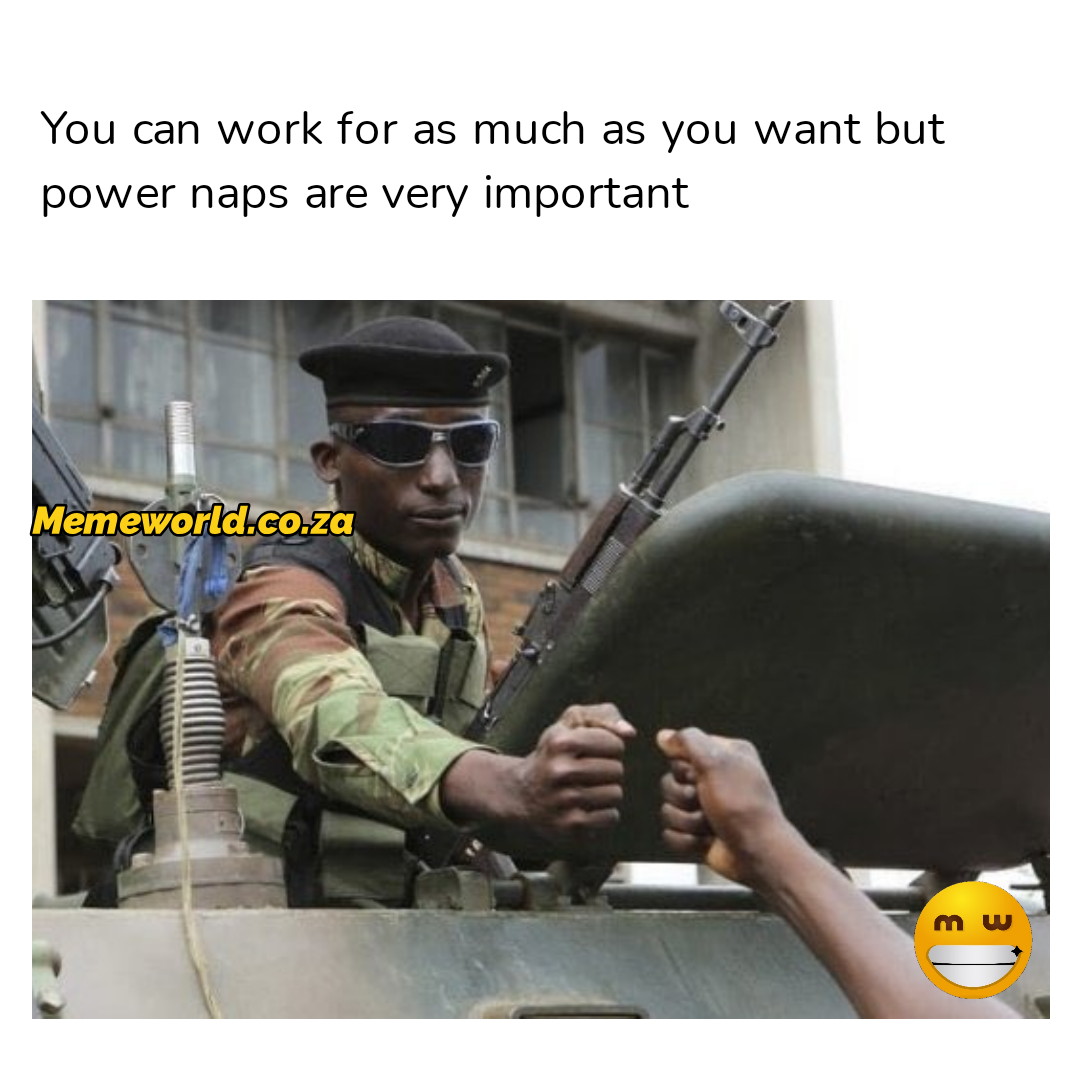 You can work for as much as you want but
power naps are very important
Memeworld.co.za
m w